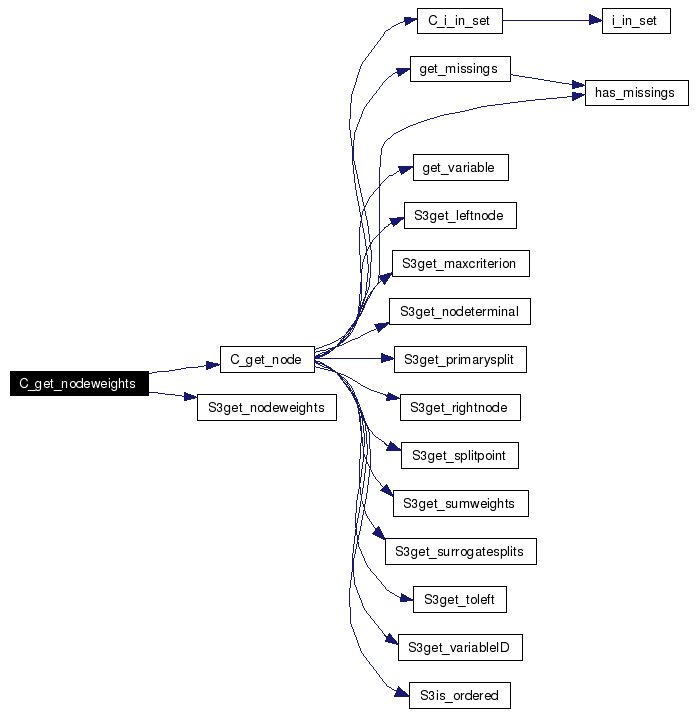 C_i_in_set
i_in_set
get_missings
has_missings
get_variable
S3get_leftnode
S3get_maxcriterion
S3get_nodeterminal
C_get_node
S3get_primarysplit
C_get_nodeweights
S3get_nodeweights
S3get_rightnode
S3get_splitpoint
S3get_sumweights
S3get_surrogatesplits
S3get_toleft
S3get_variableID
S3is_ordered